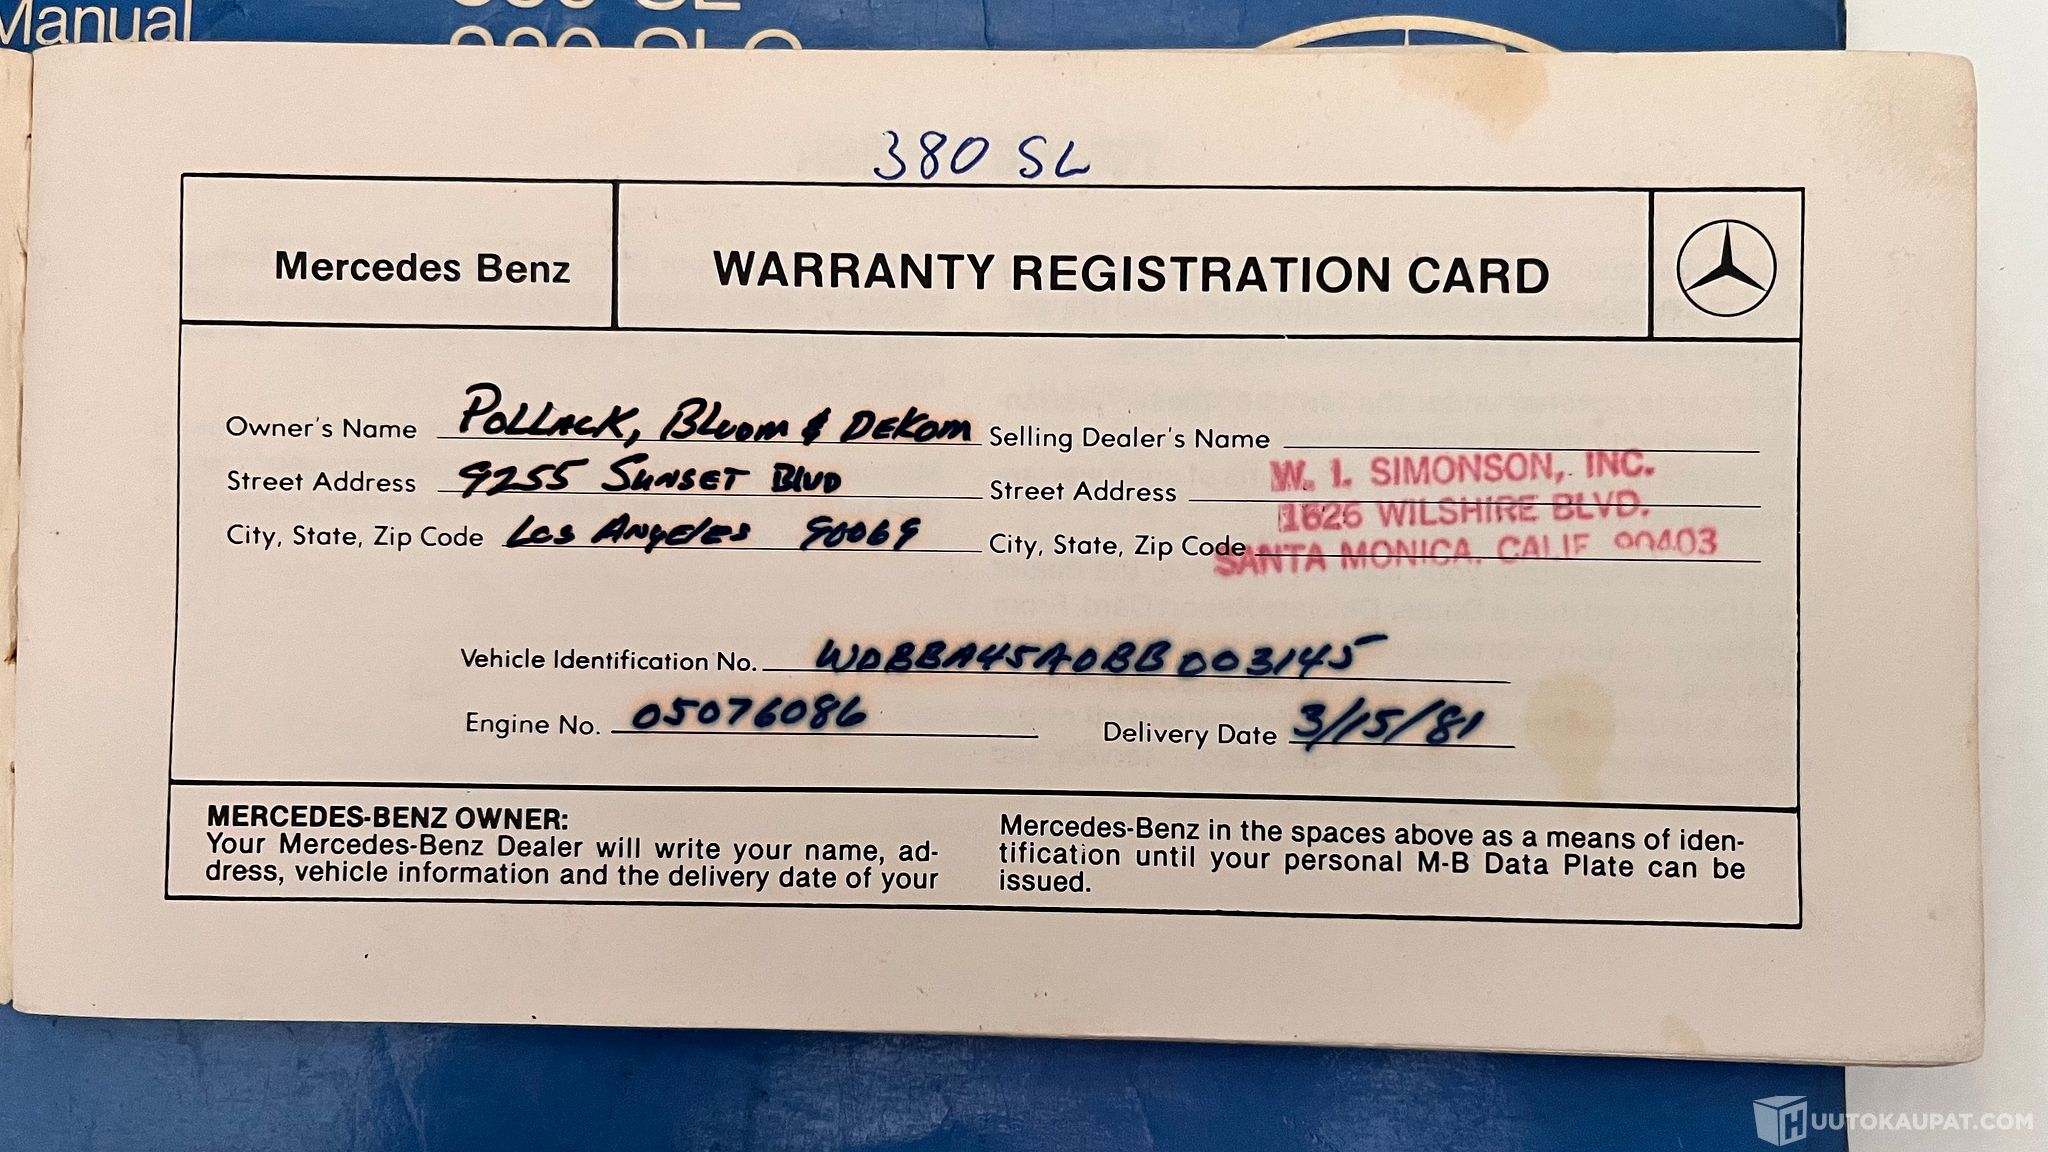 Manual
380 SL
Mercedes Benz
WARRANTY REGISTRATION CARD
Owner's Name POLLACK, BLOOM & DEKOM
Street Address 9255 SUNSET BLVD
City, State, Zip Code LOS ANGELES 90069
Selling Dealer's Name W. I. SIMONSON, INC.
Street Address 1626 WILSHIRE BLVD.
City, State, Zip Code SANTA MONICA, CALIF 90403
Vehicle Identification No. WDBBA45A0BB003145
Engine No. 05076086
Delivery Date 3/15/81
MERCEDES-BENZ OWNER:
Your Mercedes-Benz Dealer will write your name, ad-
dress, vehicle information and the delivery date of your
Mercedes-Benz in the spaces above as a means of iden-
tification until your personal M-B Data Plate can be
issued.
HUUTOKAUPAT.COM